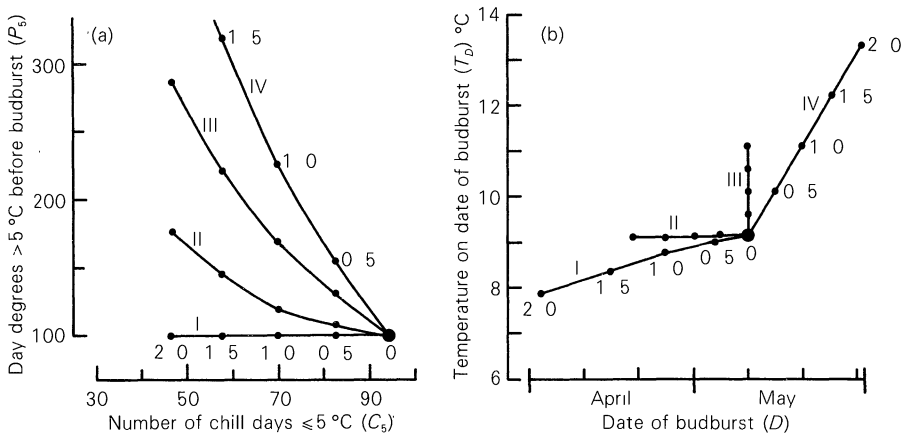 (a)
Day degrees > 5 °C before budburst (P5)
300
200
100
1 5
IV
III
1 0
II
0 5
I
2 0 1 5 1 0 0 5 0
30 50 70 90
Number of chill days ⩽5 °C (C5)
(b)
Temperature on date of budburst (TD) °C
14
12
10
8
6
2 0
IV
1 5
1 0
III
0 5
II
I
2 0 1 5 1 0 0 5 0
April May
Date of budburst (D)